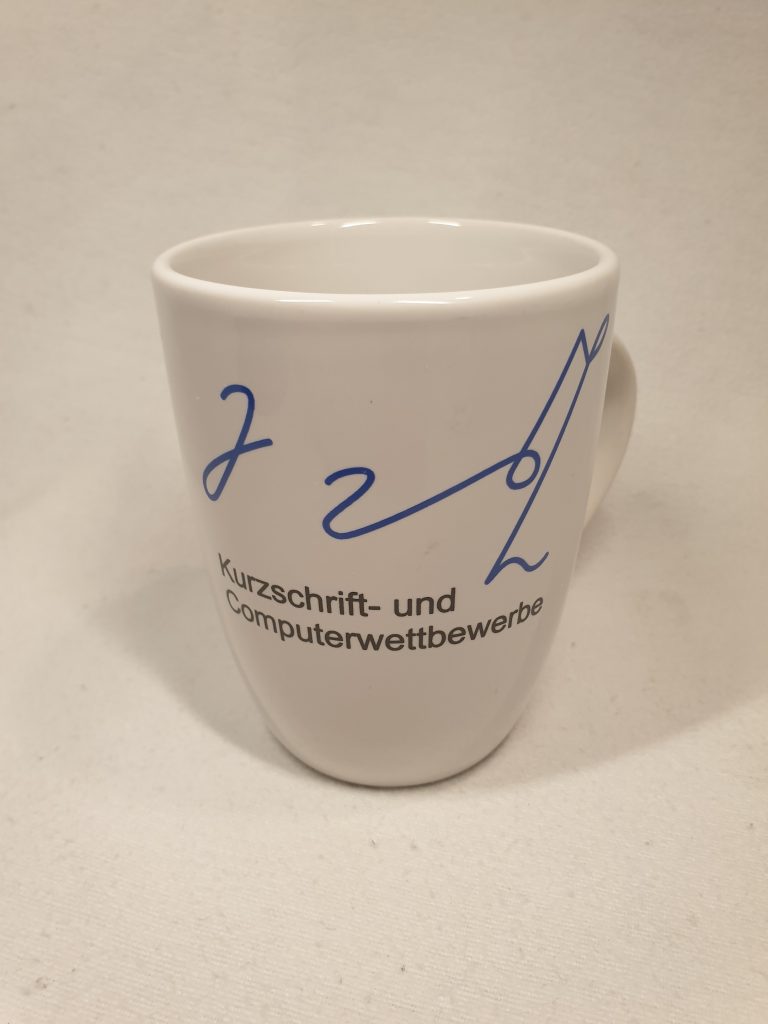 Kurzschrift- und
Computerwettbewerbe